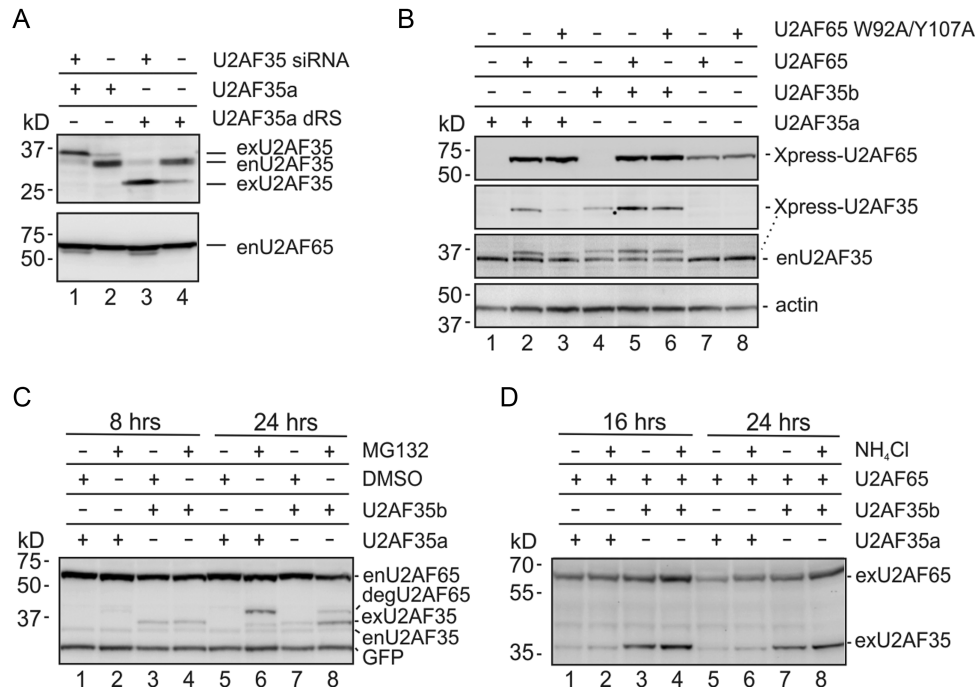 A
+ - + - U2AF35 siRNA
+ + - - U2AF35a
- - + + U2AF35a dRS
kD
37-
25-
exU2AF35
enU2AF35
exU2AF35
75-
50-
enU2AF65
1 2 3 4
B
- - + - - + - + U2AF65 W92A/Y107A
- + - - + - + - U2AF65
- - - + + + - - U2AF35b
+ + + - - - - - U2AF35a
kD
75-
50-
-Xpress-U2AF65
Xpress-U2AF35
37-
- enU2AF35
50-
37-
- actin
1 2 3 4 5 6 7 8
C
8 hrs 24 hrs
- + - + - + - + MG132
+ - + - + - + - DMSO
- - + + - - + + U2AF35b
+ + - - + + - - U2AF35a
kD
75-
50-
37-
enU2AF65
degU2AF65
exU2AF35
enU2AF35
GFP
1 2 3 4 5 6 7 8
D
16 hrs 24 hrs
- + - + - + - + NH4Cl
+ + + + + + + + U2AF65
- - + + - - + + U2AF35b
+ + - - + + - - U2AF35a
kD
70-
55-
35-
exU2AF65
exU2AF35
1 2 3 4 5 6 7 8